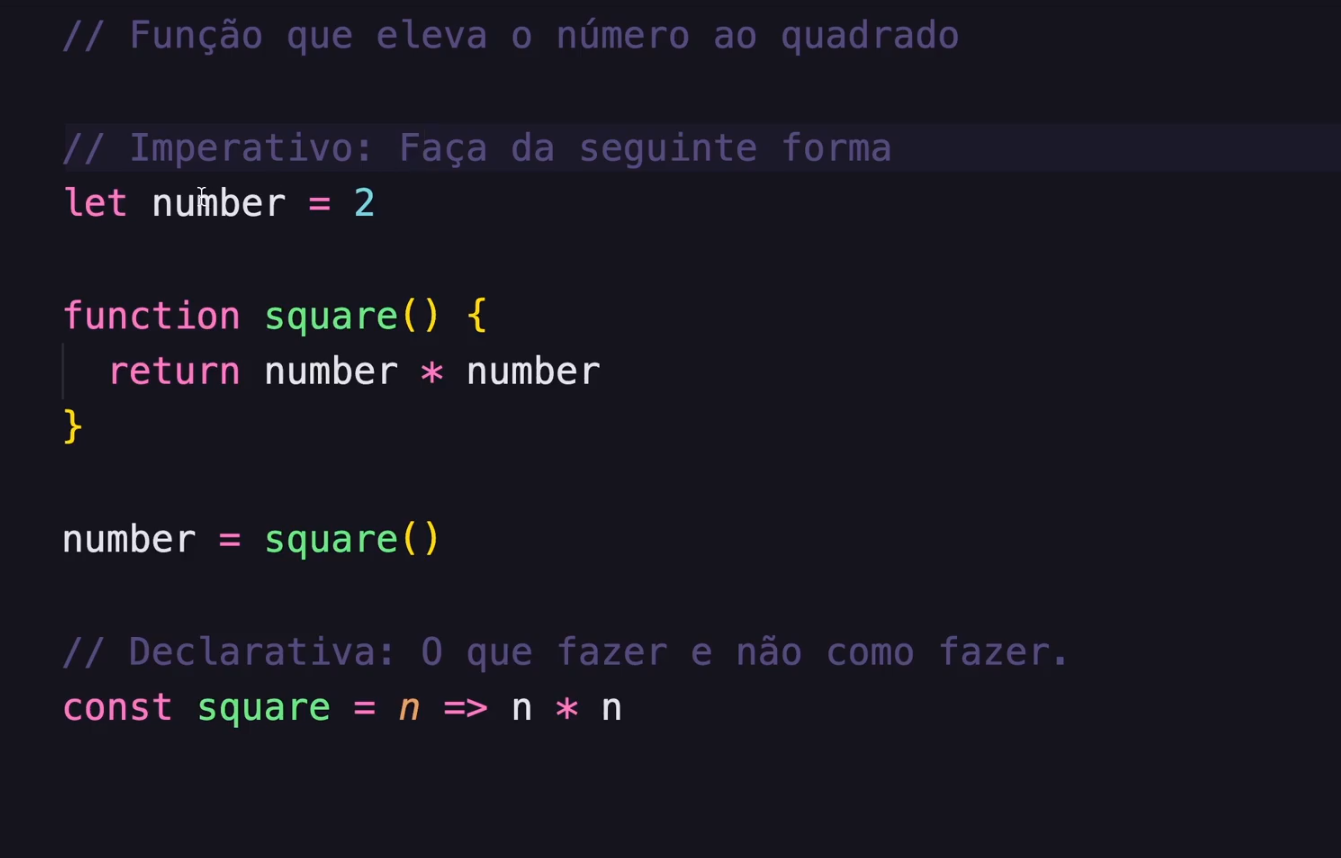 // Função que eleva o número ao quadrado
// Imperativo: Faça da seguinte forma
let number = 2
function square() {
return number * number
}
number = square()
// Declarativa: O que fazer e não como fazer.
const square = n => n * n